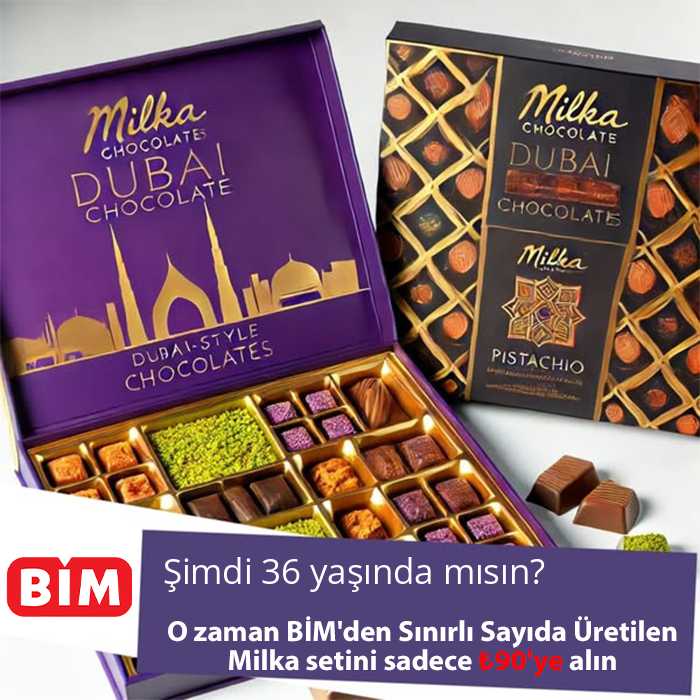 Milka
CHOCOLATES
DUBAI
CHOCOLATE
DUBAI-STYLE
CHOCOLATES
Milka
CHOCOLATE
DUBAI
CHOCOLATE
Milka
PISTACHIO
BİM
Şimdi 36 yaşında mısın?
O zaman BİM'den Sınırlı Sayıda Üretilen
Milka setini sadece ₺90'ye alın